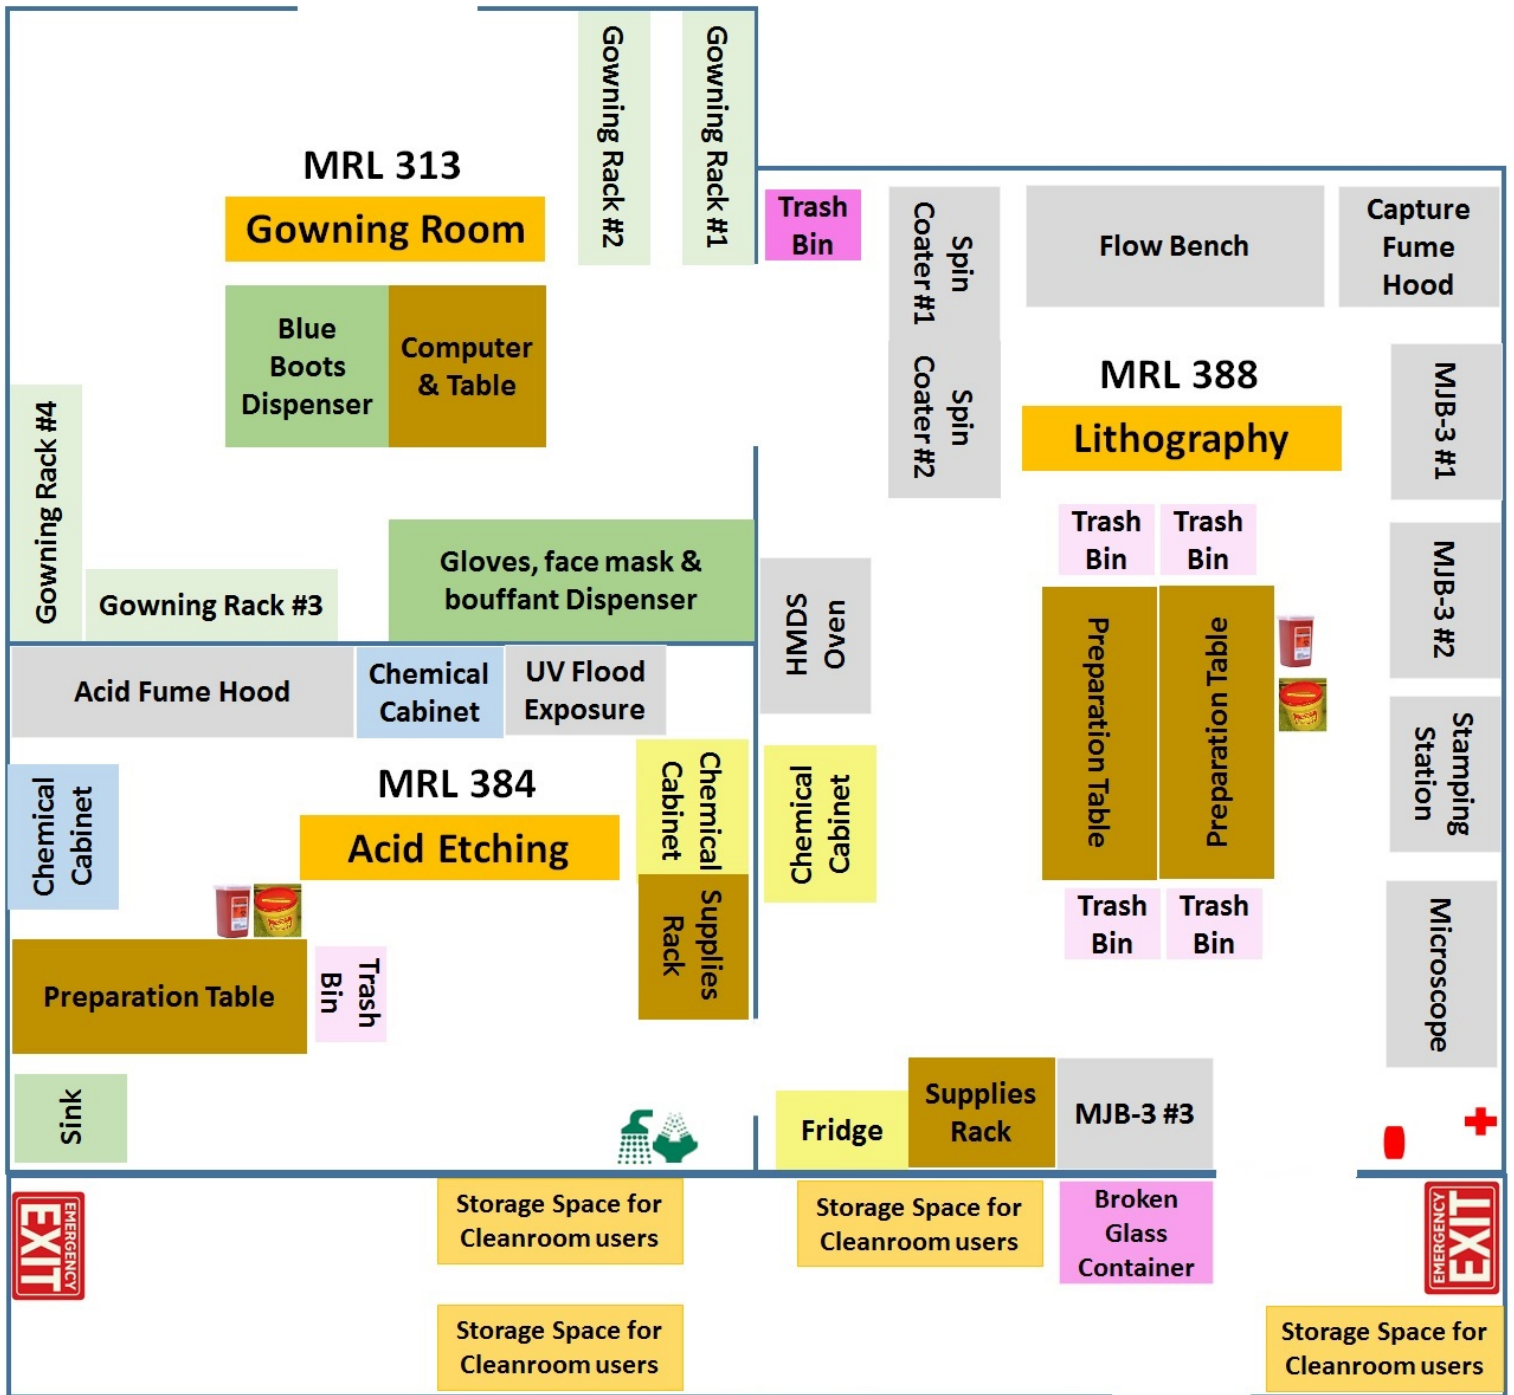 MRL 313
Gowning Room
Gowning Rack #2
Gowning Rack #1
Blue
Boots
Dispenser
Computer
& Table
Gowning Rack #4
Gowning Rack #3
Gloves, face mask &
bouffant Dispenser
Trash
Bin
Spin
Coater #1
Spin
Coater #2
Flow Bench
Capture
Fume
Hood
MRL 388
Lithography
MJB-3 #1
MJB-3 #2
Stamping
Station
Microscope
Trash
Bin
Trash
Bin
Preparation Table
Preparation Table
Trash
Bin
Trash
Bin
HMDS
Oven
Chemical
Cabinet
Fridge
Supplies
Rack
MJB-3 #3
Acid Fume Hood
Chemical
Cabinet
UV Flood
Exposure
MRL 384
Acid Etching
Chemical
Cabinet
Chemical
Cabinet
Supplies
Rack
Preparation Table
Trash
Bin
Sink
EMERGENCY
EXIT
Storage Space for
Cleanroom users
Storage Space for
Cleanroom users
Broken
Glass
Container
EMERGENCY
EXIT
Storage Space for
Cleanroom users
Storage Space for
Cleanroom users